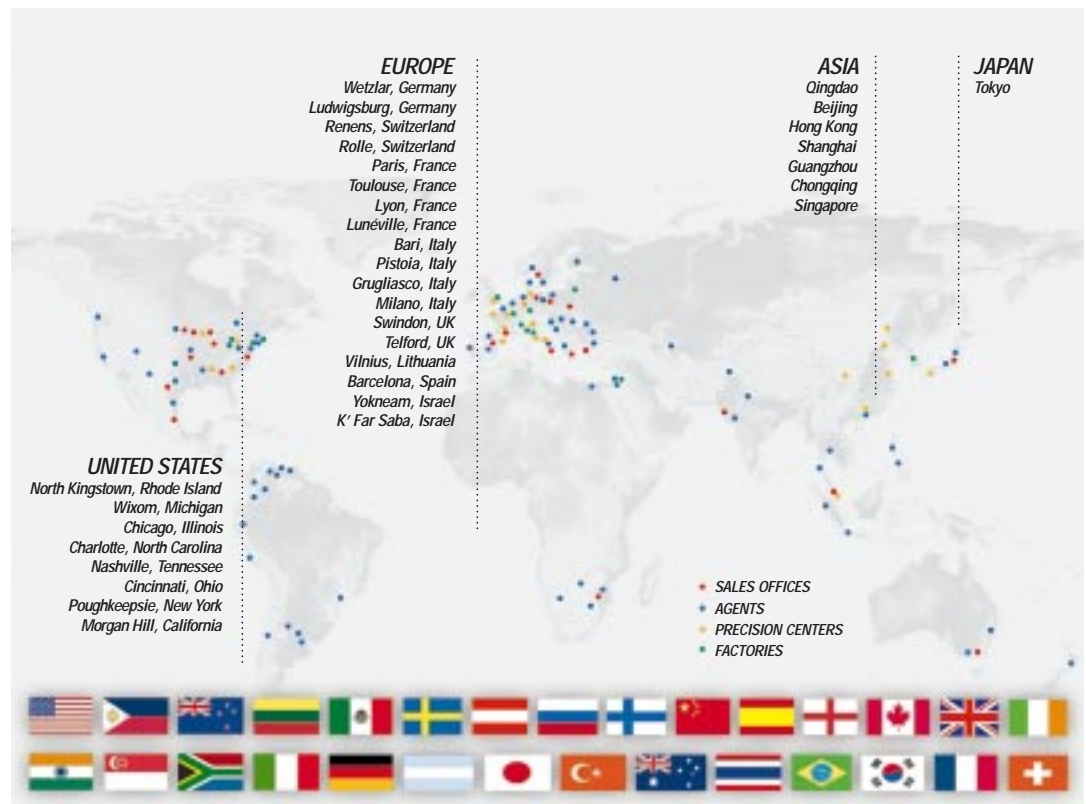 EUROPE
Wetzlar, Germany
Ludwigsburg, Germany
Renens, Switzerland
Rolle, Switzerland
Paris, France
Toulouse, France
Lyon, France
Lunéville, France
Bari, Italy
Pistoia, Italy
Grugliasco, Italy
Milano, Italy
Swindon, UK
Telford, UK
Vilnius, Lithuania
Barcelona, Spain
Yokneam, Israel
K’ Far Saba, Israel
ASIA
Qingdao
Beijing
Hong Kong
Shanghai
Guangzhou
Chongqing
Singapore
JAPAN
Tokyo
UNITED STATES
North Kingstown, Rhode Island
Wixom, Michigan
Chicago, Illinois
Charlotte, North Carolina
Nashville, Tennessee
Cincinnati, Ohio
Poughkeepsie, New York
Morgan Hill, California
SALES OFFICES
AGENTS
PRECISION CENTERS
FACTORIES